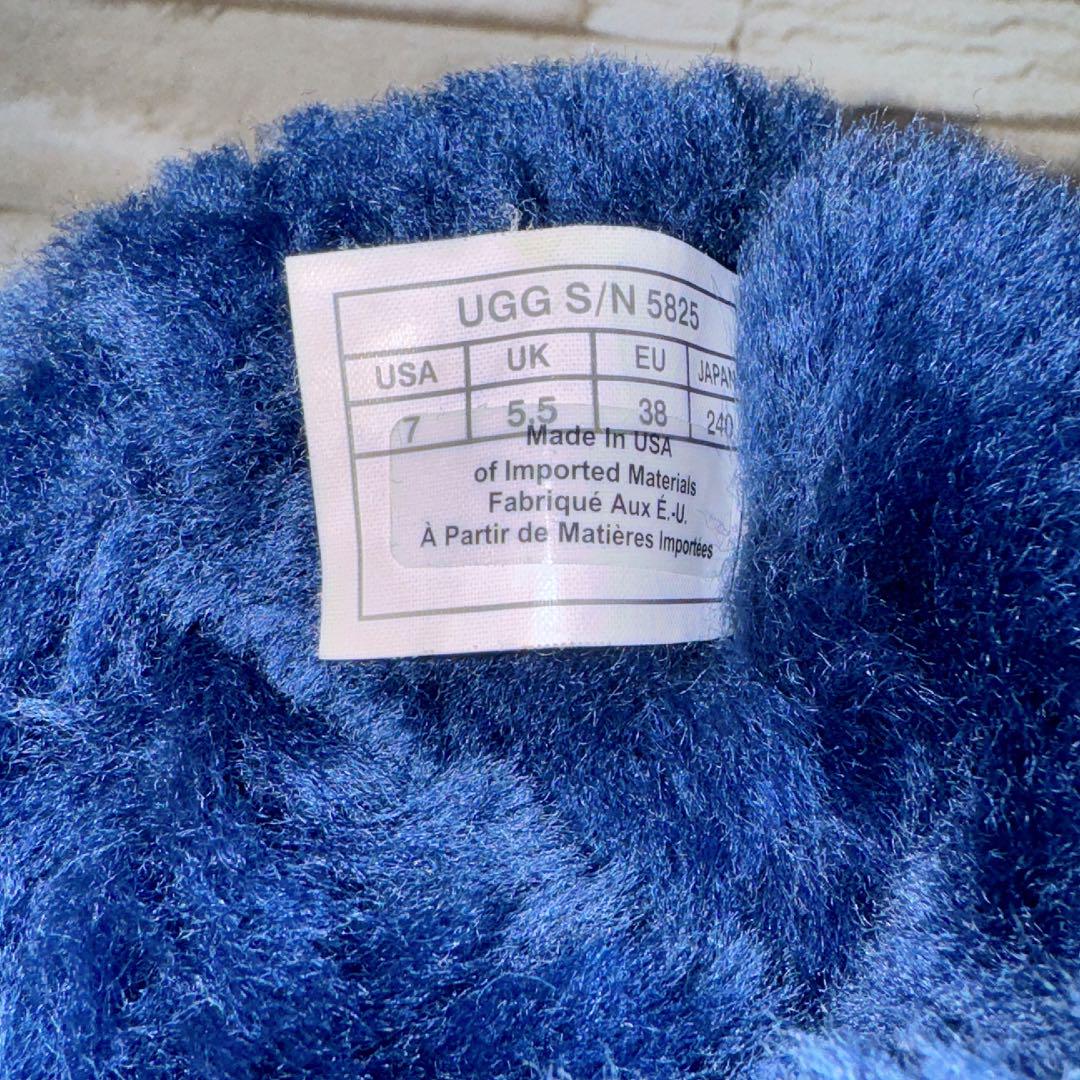 UGG S/N 5825
USA UK EU JAPAN
7 5.5 38 240
Made In USA
of Imported Materials
Fabriqué Aux É.-U.
À Partir de Matières Importées